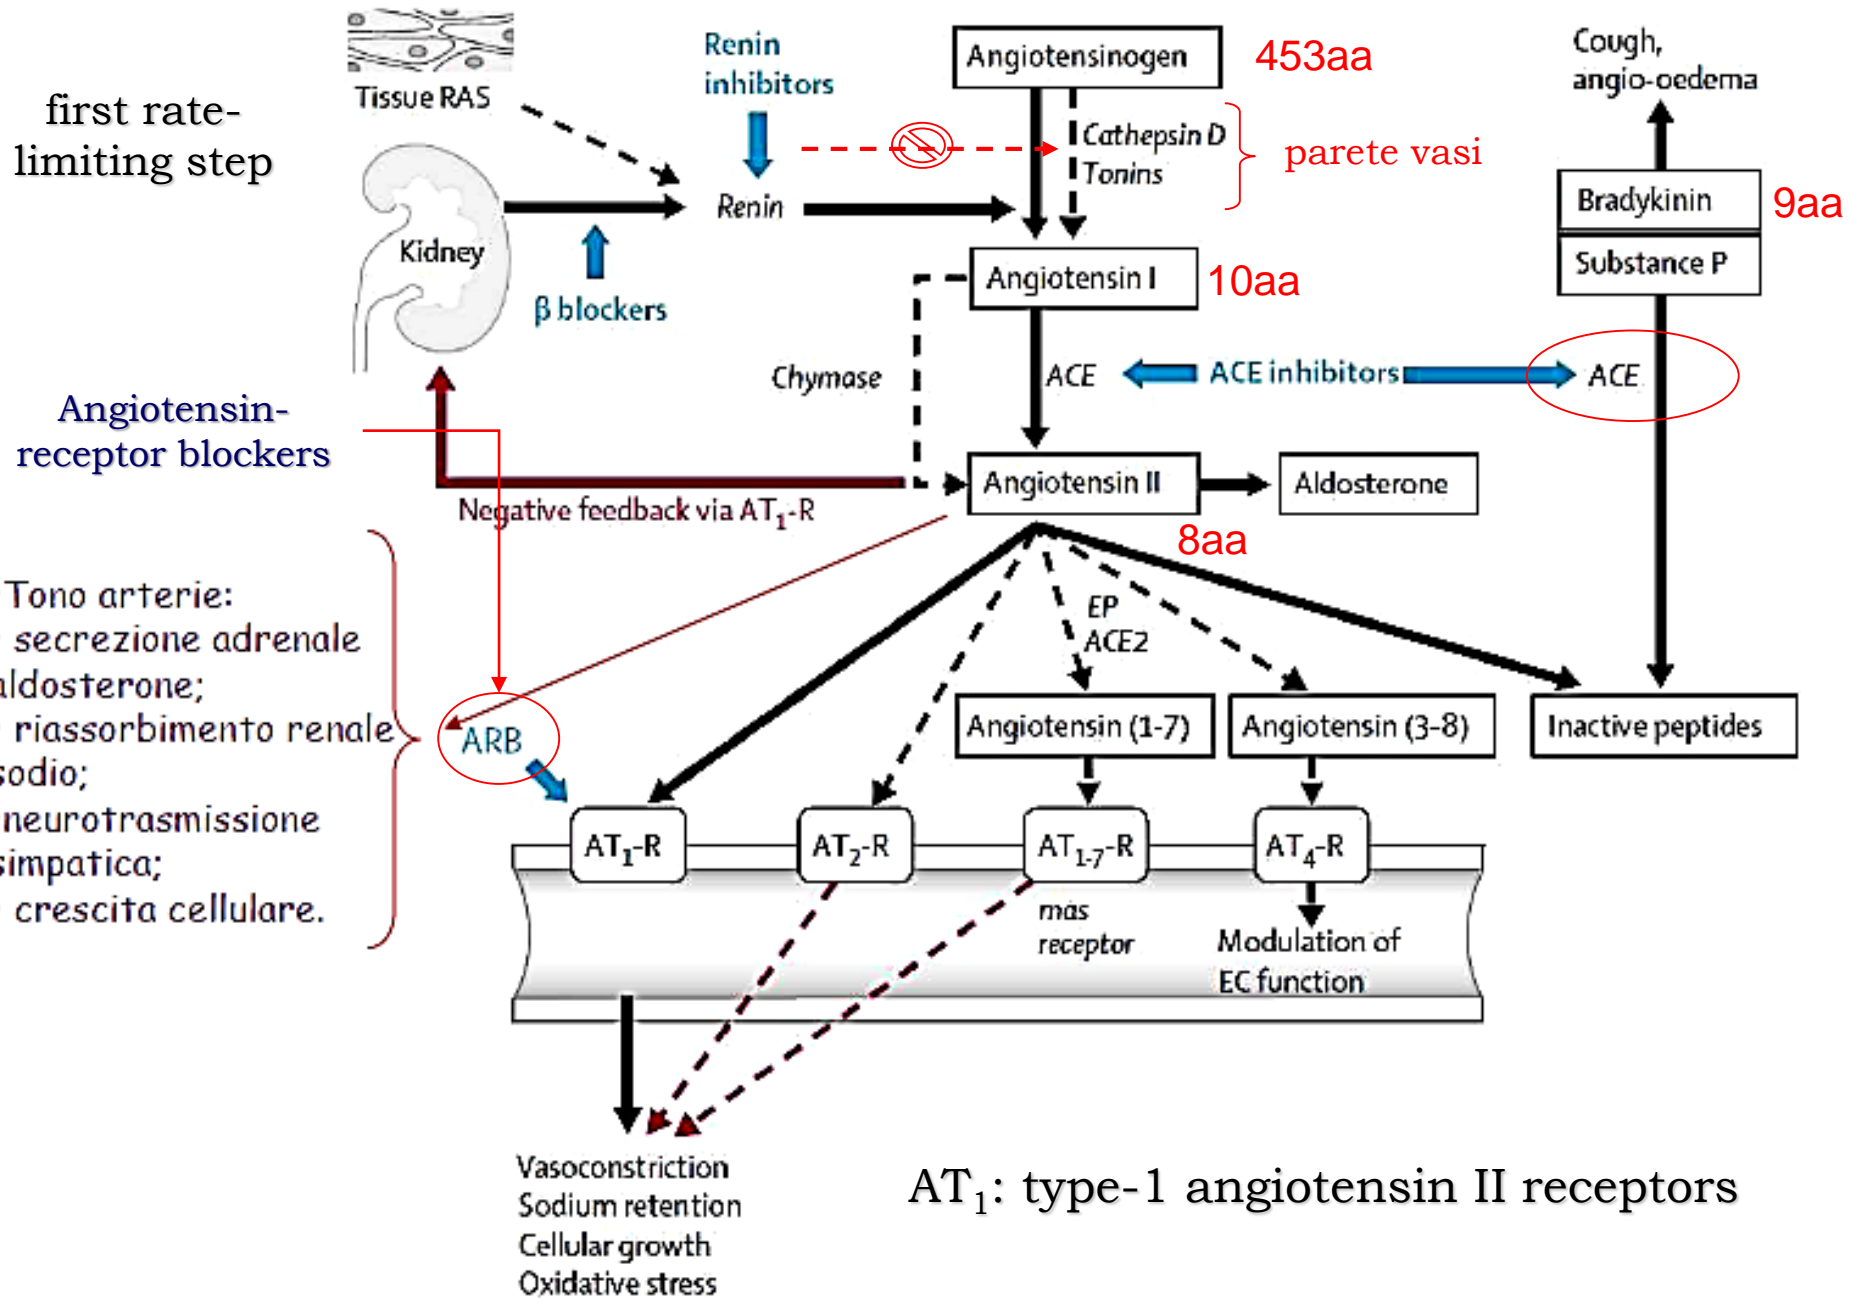 first rate-
limiting step
Tissue RAS
Kidney
Renin
inhibitors
Renin
β blockers
Angiotensinogen
453aa
Cathepsin D
Tonins
parete vasi
Cough,
angio-oedema
Bradykinin
9aa
Substance P
Angiotensin I
10aa
Chymase
ACE
ACE inhibitors
ACE
Angiotensin-
receptor blockers
Negative feedback via AT₁-R
Angiotensin II
8aa
Aldosterone
Tono arterie:
secrezione adrenale
aldosterone;
riassorbimento renale
sodio;
neurotrasmissione
simpatica;
crescita cellulare.
ARB
EP
ACE2
Angiotensin (1-7)
Angiotensin (3-8)
Inactive peptides
AT₁-R
AT₂-R
AT₁₋₇-R
AT₄-R
mas
receptor
Modulation of
EC function
Vasoconstriction
Sodium retention
Cellular growth
Oxidative stress
AT₁: type-1 angiotensin II receptors